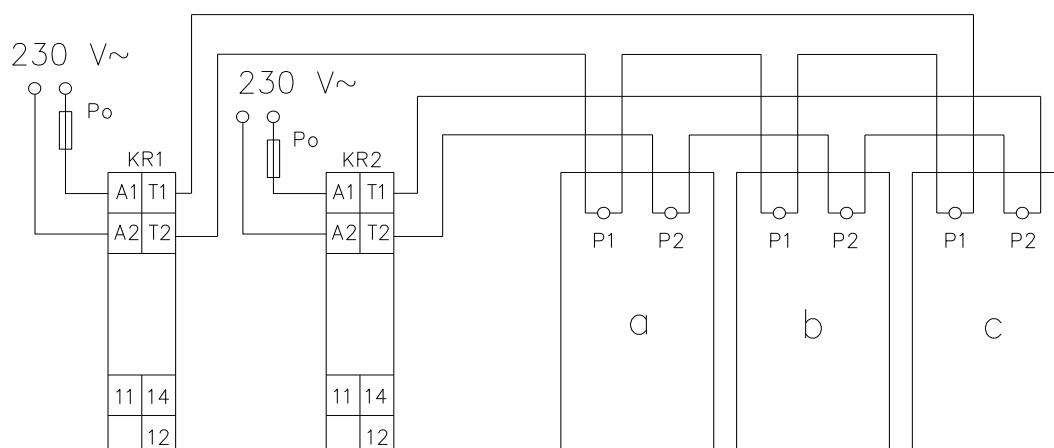 230 V~
Po
KR1
A1 T1
A2 T2
11 14
12
230 V~
Po
KR2
A1 T1
A2 T2
11 14
12
P1 P2
a
P1 P2
b
P1 P2
c